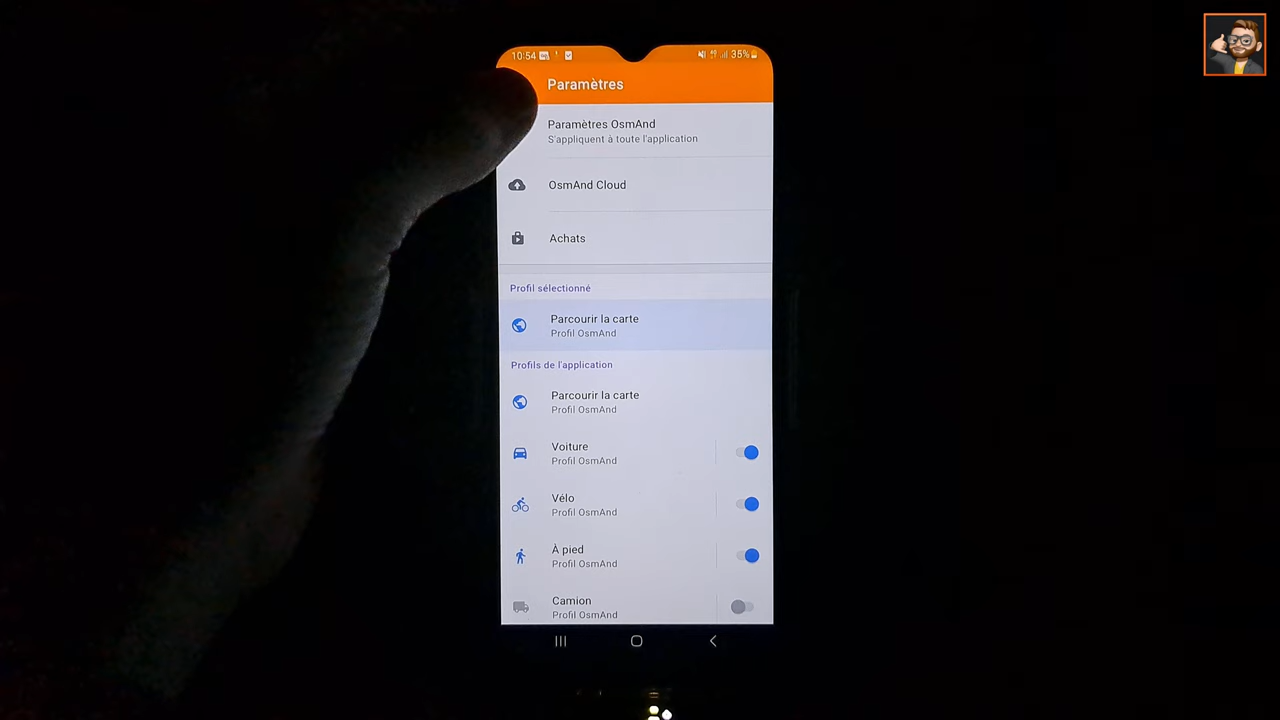 10:54
35%
Paramètres
Paramètres OsmAnd
S'appliquent à toute l'application
OsmAnd Cloud
Achats
Profil sélectionné
Parcourir la carte
Profil OsmAnd
Profils de l'application
Parcourir la carte
Profil OsmAnd
Voiture
Profil OsmAnd
Vélo
Profil OsmAnd
À pied
Profil OsmAnd
Camion
Profil OsmAnd